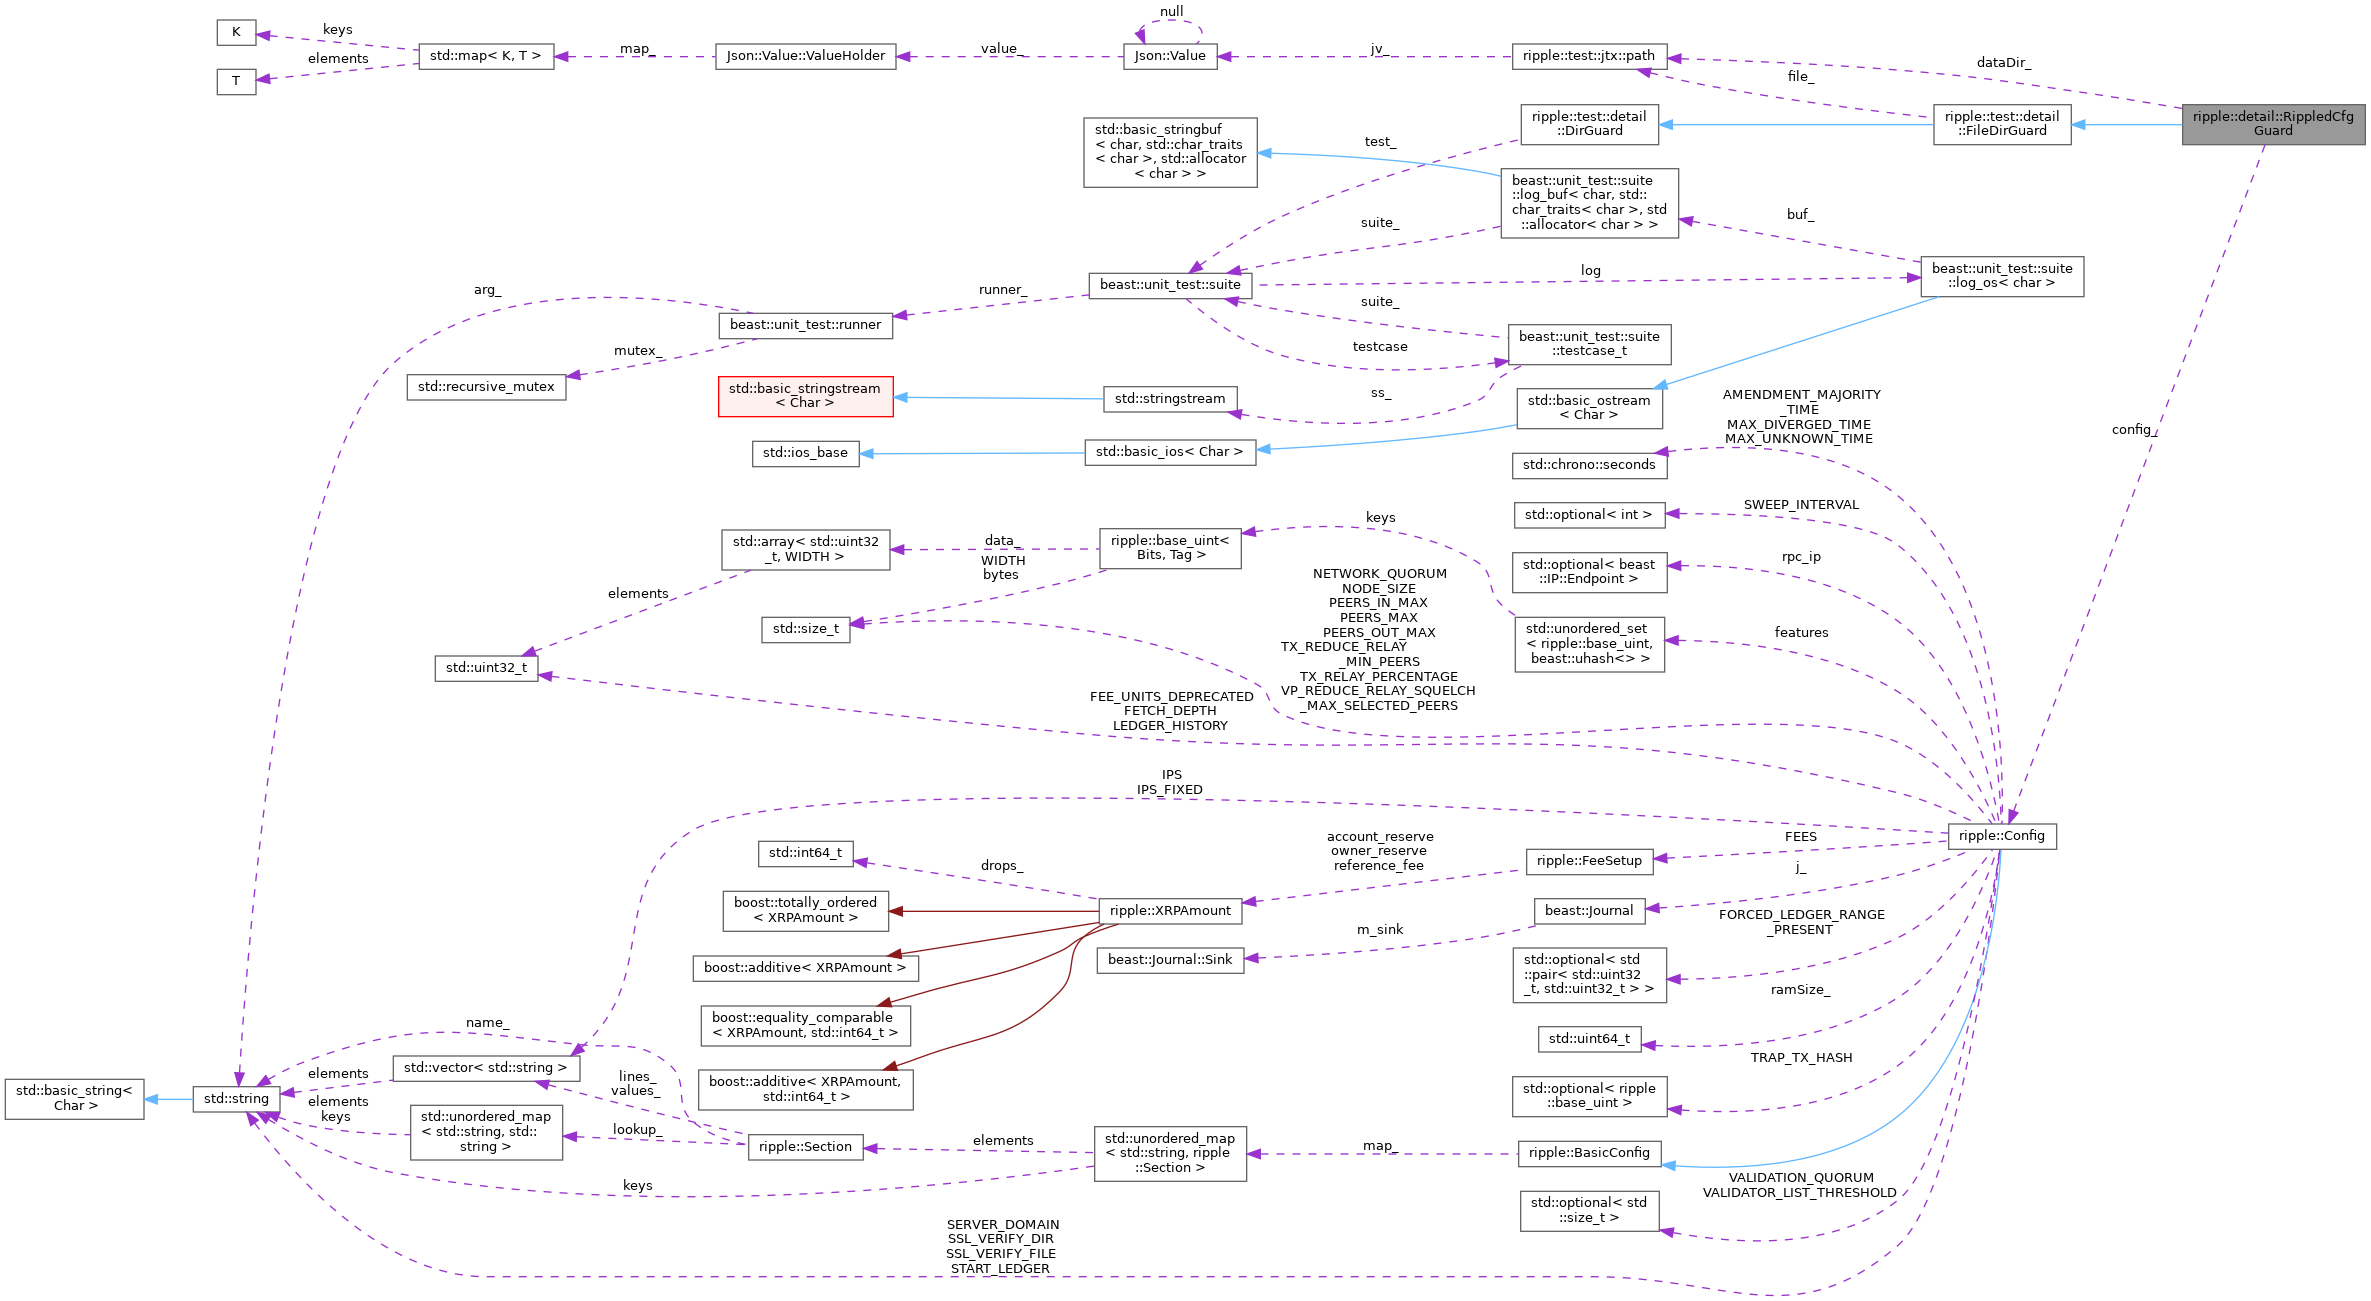 null
K
keys
std::map< K, T >
map_
Json::Value::ValueHolder
value_
Json::Value
jv_
ripple::test::jtx::path
dataDir_
elements
T
file_
ripple::test::detail
::DirGuard
ripple::test::detail
::FileDirGuard
ripple::detail::RippledCfg
Guard
std::basic_stringbuf
< char, std::char_traits
< char >, std::allocator
< char > >
test_
beast::unit_test::suite
::log_buf< char, std::
char_traits< char >, std
::allocator< char > >
suite_
buf_
beast::unit_test::suite
log
beast::unit_test::suite
::log_os< char >
arg_
runner_
suite_
beast::unit_test::runner
mutex_
testcase
beast::unit_test::suite
::testcase_t
std::recursive_mutex
std::basic_stringstream
< Char >
std::stringstream
ss_
std::basic_ostream
< Char >
AMENDMENT_MAJORITY
_TIME
MAX_DIVERGED_TIME
MAX_UNKNOWN_TIME
config_
std::ios_base
std::basic_ios< Char >
std::chrono::seconds
SWEEP_INTERVAL
std::optional< int >
keys
std::array< std::uint32
_t, WIDTH >
data_
WIDTH
bytes
ripple::base_uint<
Bits, Tag >
rpc_ip
std::optional< beast
::IP::Endpoint >
elements
NETWORK_QUORUM
NODE_SIZE
PEERS_IN_MAX
PEERS_MAX
PEERS_OUT_MAX
TX_REDUCE_RELAY
_MIN_PEERS
TX_RELAY_PERCENTAGE
VP_REDUCE_RELAY_SQUELCH
_MAX_SELECTED_PEERS
std::size_t
std::unordered_set
< ripple::base_uint,
beast::uhash<> >
features
std::uint32_t
FEE_UNITS_DEPRECATED
FETCH_DEPTH
LEDGER_HISTORY
IPS
IPS_FIXED
ripple::Config
std::int64_t
drops_
account_reserve
owner_reserve
reference_fee
ripple::FeeSetup
FEES
j_
boost::totally_ordered
< XRPAmount >
ripple::XRPAmount
beast::Journal
FORCED_LEDGER_RANGE
_PRESENT
boost::additive< XRPAmount >
m_sink
beast::Journal::Sink
std::optional< std
::pair< std::uint32
_t, std::uint32_t > >
ramSize_
boost::equality_comparable
< XRPAmount, std::int64_t >
name_
std::uint64_t
TRAP_TX_HASH
std::vector< std::string >
boost::additive< XRPAmount,
std::int64_t >
lines_
values_
std::optional< ripple
::base_uint >
std::basic_string<
Char >
std::string
elements
elements
keys
std::unordered_map
< std::string, std::
string >
lookup_
ripple::Section
elements
std::unordered_map
< std::string, ripple
::Section >
map_
ripple::BasicConfig
keys
VALIDATION_QUORUM
VALIDATOR_LIST_THRESHOLD
std::optional< std
::size_t >
SERVER_DOMAIN
SSL_VERIFY_DIR
SSL_VERIFY_FILE
START_LEDGER